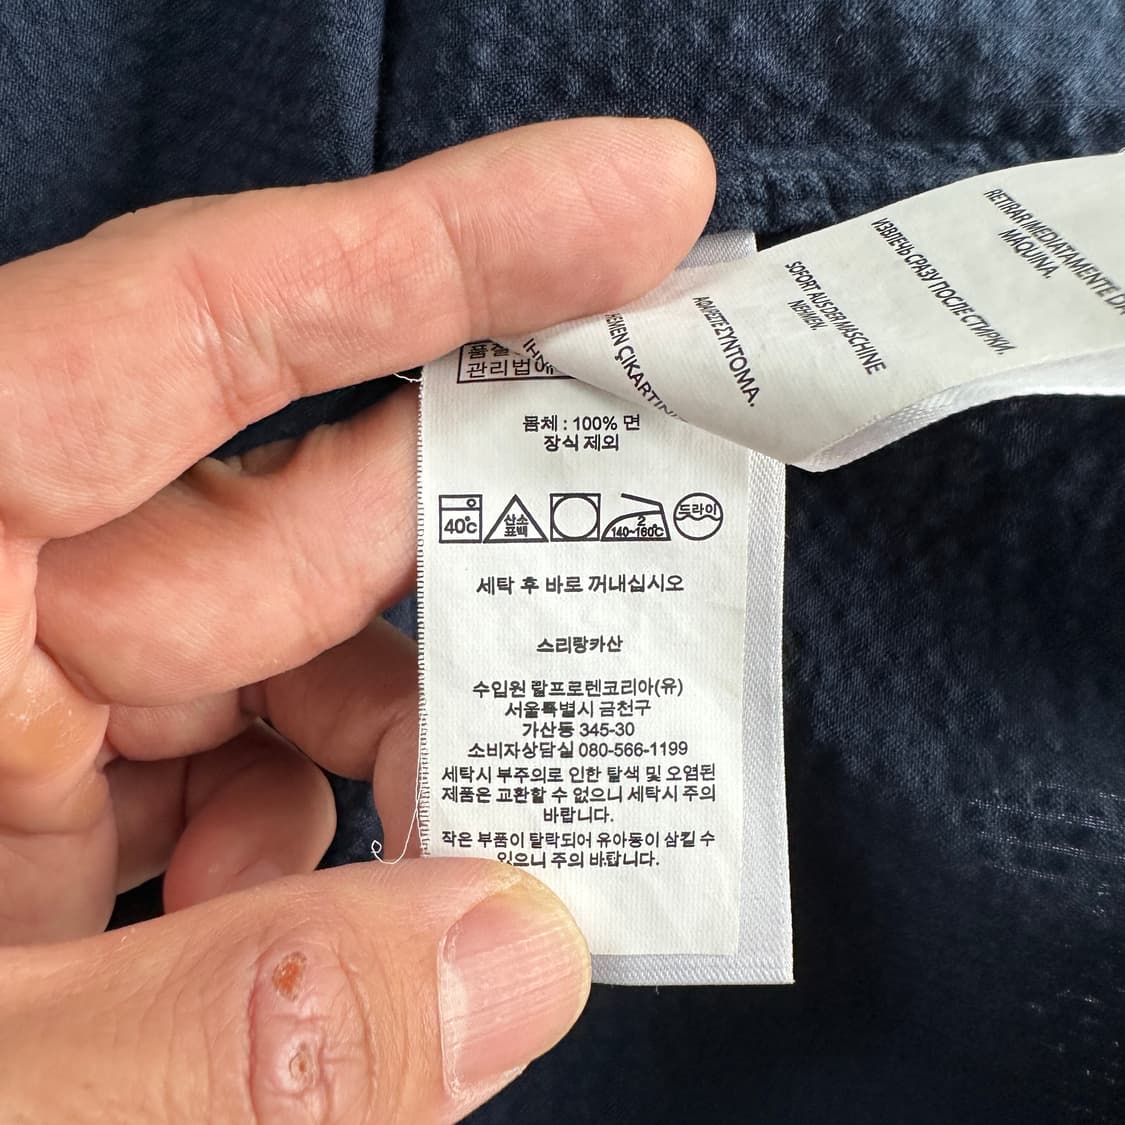 품질
관리법에
몸체 : 100% 면
장식 제외
40℃
산소
표백
2
140~160℃
드라이
세탁 후 바로 꺼내십시오
스리랑카산
수입원 랄프로렌코리아(유)
서울특별시 금천구
가산동 345-30
소비자상담실 080-566-1199
세탁시 부주의로 인한 탈색 및 오염된
제품은 교환할 수 없으니 세탁시 주의
바랍니다.
작은 부품이 탈락되어 유아동이 삼킬 수
있으니 주의 바랍니다.
HEMEN ÇIKARTIN
ΑΦΑΙΡΕΙΤΕ ΣΥΝΤΟΜΑ.
SOFORT AUS DER MASCHINE
NEHMEN.
ИЗВЛЕЧЬ СРАЗУ ПОСЛЕ СТИРКИ.
RETIRAR IMEDIATAMENTE DA
MÁQUINA.